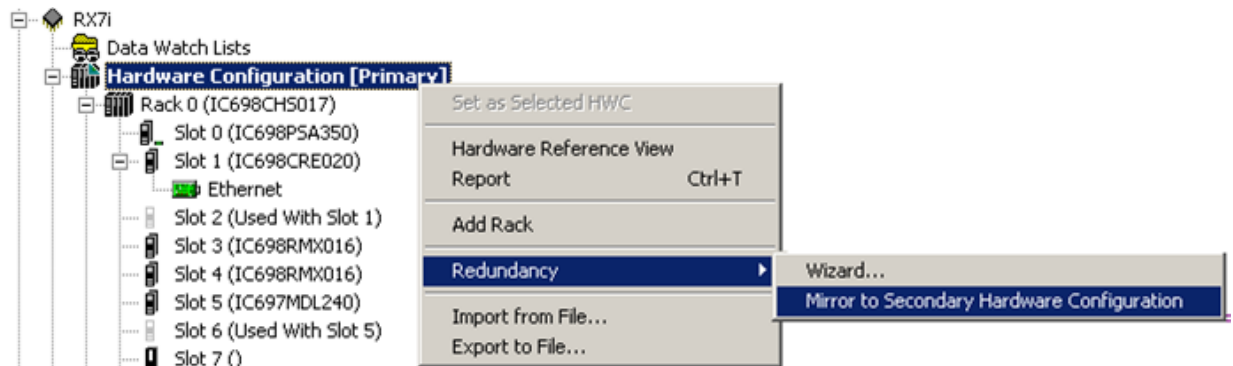 RX7i
Data Watch Lists
Hardware Configuration [Primary]
Rack 0 (IC698CHS017)
Slot 0 (IC698PSA350)
Slot 1 (IC698CRE020)
Ethernet
Slot 2 (Used With Slot 1)
Slot 3 (IC698RMX016)
Slot 4 (IC698RMX016)
Slot 5 (IC697MDL240)
Slot 6 (Used With Slot 5)
Slot 7 ()
Set as Selected HWC
Hardware Reference View
Report Ctrl+T
Add Rack
Redundancy
Import from File...
Export to File...
Wizard...
Mirror to Secondary Hardware Configuration